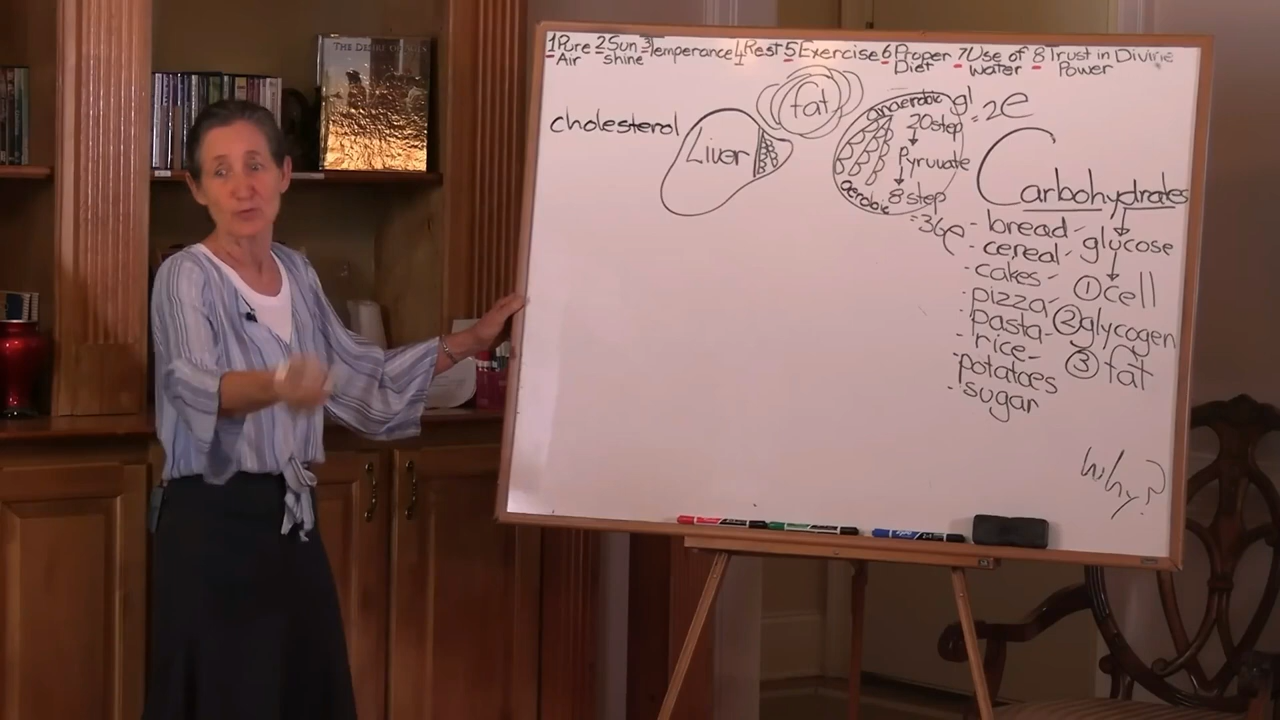 THE DESIRE OF AGES
1 Pure Air 2 Sun shine 3 Temperance 4 Rest 5 Exercise 6 Proper Diet 7 Use of Water 8 Trust in Divine Power
cholesterol
Liver
fat
anaerobic gl
20 step = 2e
Pyruvate
aerobic 8 step
= 36e
Carbohydrates
- bread - glucose
- cereal -
- cakes - ① cell
- pizza - ② glycogen
- pasta -
- rice - ③ fat
- potatoes
- sugar
Why?